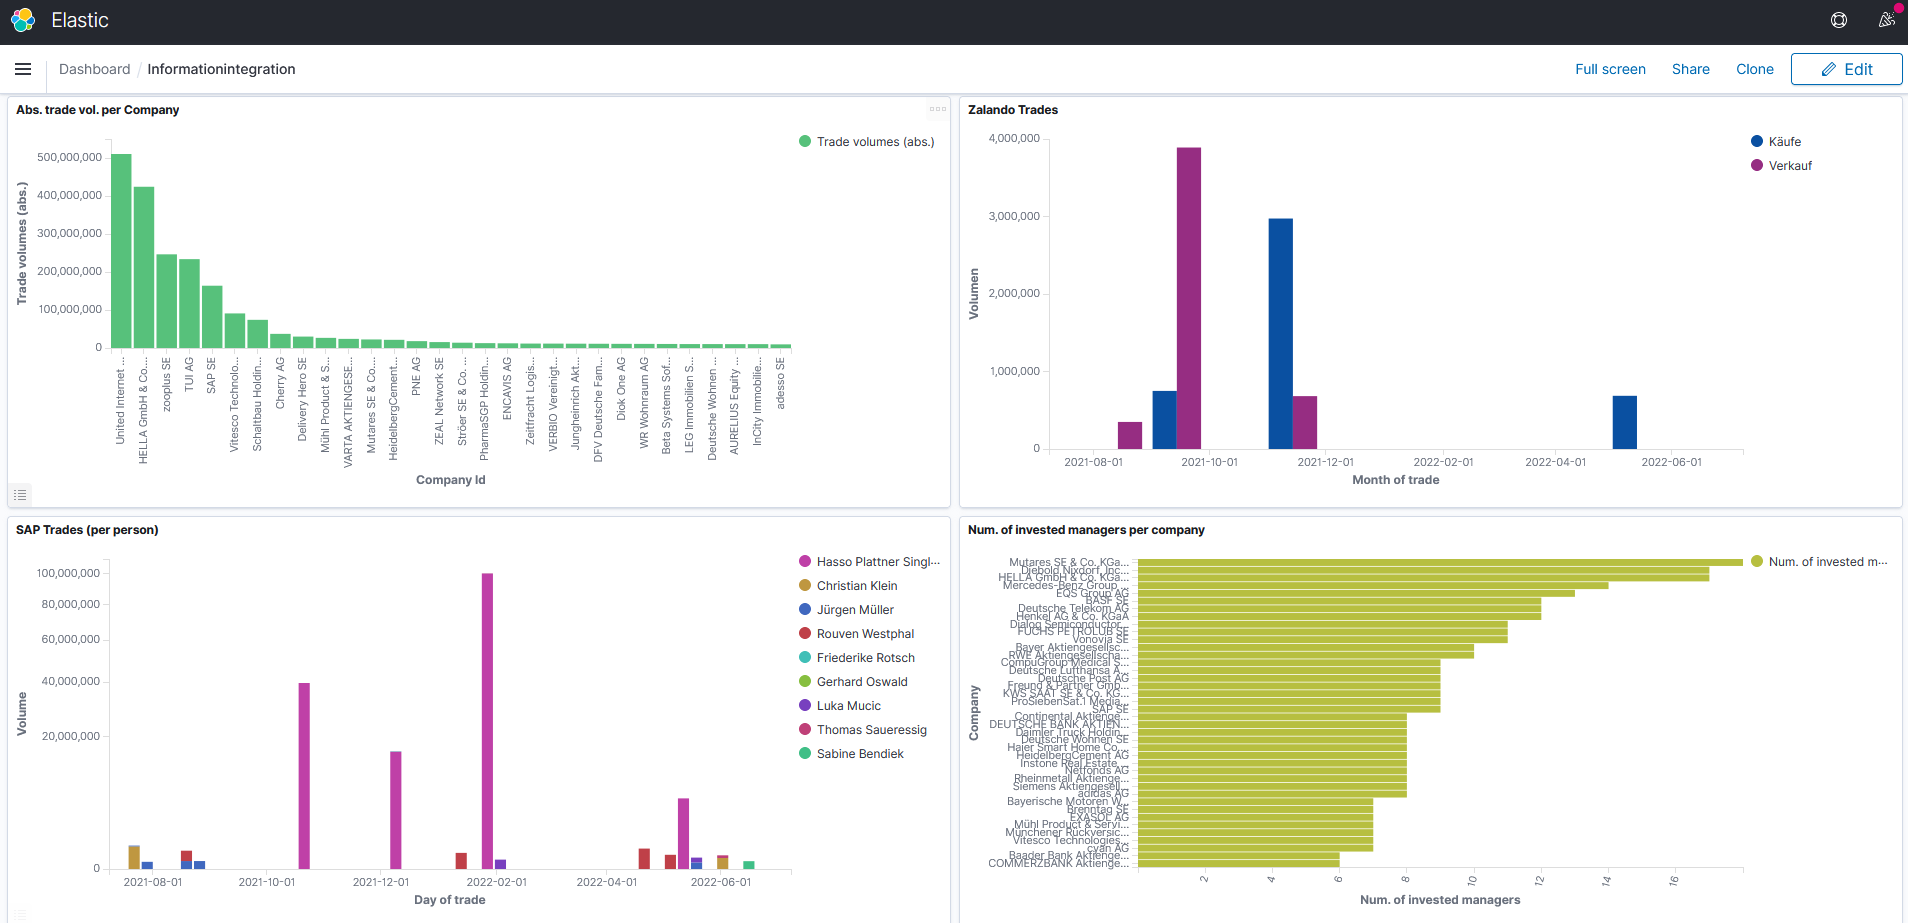 Elastic
Dashboard / Informationintegration
Full screen
Share
Clone
Edit
Abs. trade vol. per Company
Trade volumes (abs.)
500,000,000
400,000,000
300,000,000
200,000,000
100,000,000
0
Trade volumes (abs.)
United Internet ...
HELLA GmbH & Co....
zooplus SE
TUI AG
SAP SE
Vitesco Technolo...
Schaltbau Holdin...
Cherry AG
Delivery Hero SE
Mühl Product & S...
VARTA AKTIENGESE...
Mutares SE & Co....
HeidelbergCement...
PNE AG
ZEAL Network SE
Ströer SE & Co. ...
PharmaSGP Holdin...
ENCAVIS AG
Zeitfracht Logis...
VERBIO Vereinigt...
Jungheinrich Akt...
DFV Deutsche Fam...
Diok One AG
WR Wohnraum AG
Beta Systems Sof...
LEG Immobilien S...
Deutsche Wohnen ...
AURELIUS Equity ...
InCity Immobilie...
adesso SE
Company Id
Zalando Trades
Käufe
Verkauf
4,000,000
3,000,000
2,000,000
1,000,000
0
Volumen
2021-08-01
2021-10-01
2021-12-01
2022-02-01
2022-04-01
2022-06-01
Month of trade
SAP Trades (per person)
Hasso Plattner Singl...
Christian Klein
Jürgen Müller
Rouven Westphal
Friederike Rotsch
Gerhard Oswald
Luka Mucic
Thomas Saueressig
Sabine Bendiek
100,000,000
80,000,000
60,000,000
40,000,000
20,000,000
0
Volume
2021-08-01
2021-10-01
2021-12-01
2022-02-01
2022-04-01
2022-06-01
Day of trade
Num. of invested managers per company
Num. of invested m...
Mutares SE & Co. KGa...
Diebold Nixdorf, Inc...
HELLA GmbH & Co. KGa...
Mercedes-Benz Group ...
EQS Group AG
BASF SE
Deutsche Telekom AG
Henkel AG & Co. KGaA
Dialog Semiconductor...
FUCHS PETROLUB SE
Vonovia SE
Bayer Aktiengesellsc...
RWE Aktiengesellscha...
CompuGroup Medical S...
Deutsche Lufthansa A...
Deutsche Post AG
Freund & Partner Gmb...
KWS SAAT SE & Co. KG...
ProSiebenSat.1 Media...
SAP SE
Continental Aktienge...
DEUTSCHE BANK AKTIEN...
Daimler Truck Holdin...
Deutsche Wohnen SE
Haier Smart Home Co....
HeidelbergCement AG
Instone Real Estate ...
Netfonds AG
Rheinmetall Aktienge...
Siemens Aktiengesell...
adidas AG
Bayerische Motoren W...
Brenntag SE
EXASOL AG
Mühl Product & Servi...
Münchener Rückversic...
Vitesco Technologies...
cyan AG
Baader Bank Aktienge...
COMMERZBANK Aktienge...
Company
2
4
6
8
10
12
14
16
Num. of invested managers